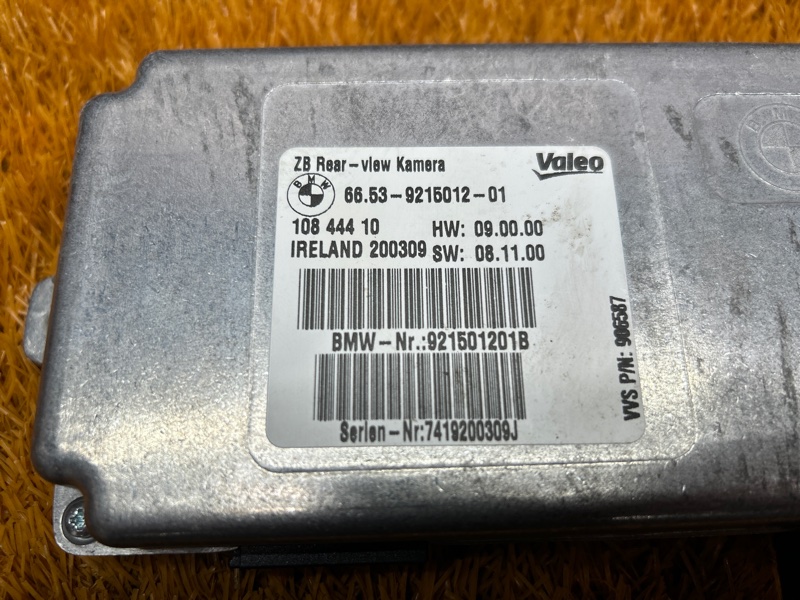 ZB Rear-view Kamera
Valeo
BMW
66.53-9215012-01
108 444 10
HW: 09.00.00
IRELAND 200309
SW: 08.11.00
BMW-Nr.:921501201B
Serien-Nr:7419200309J
VVS P/N: 906587